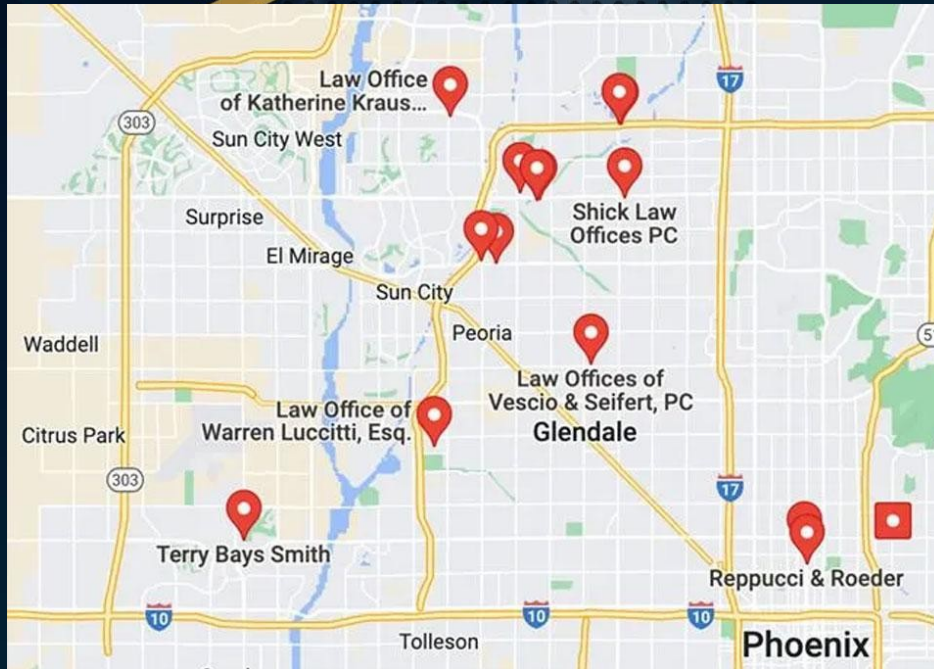 Law Office
of Katherine Kraus...
17
303
Sun City West
Surprise
Shick Law
Offices PC
El Mirage
Sun City
Peoria
Waddell
Law Offices of
Vescio & Seifert, PC
Law Office of
Warren Luccitti, Esq.
Citrus Park
Glendale
303
17
Terry Bays Smith
Reppucci & Roeder
10
10
10
Tolleson
Phoenix